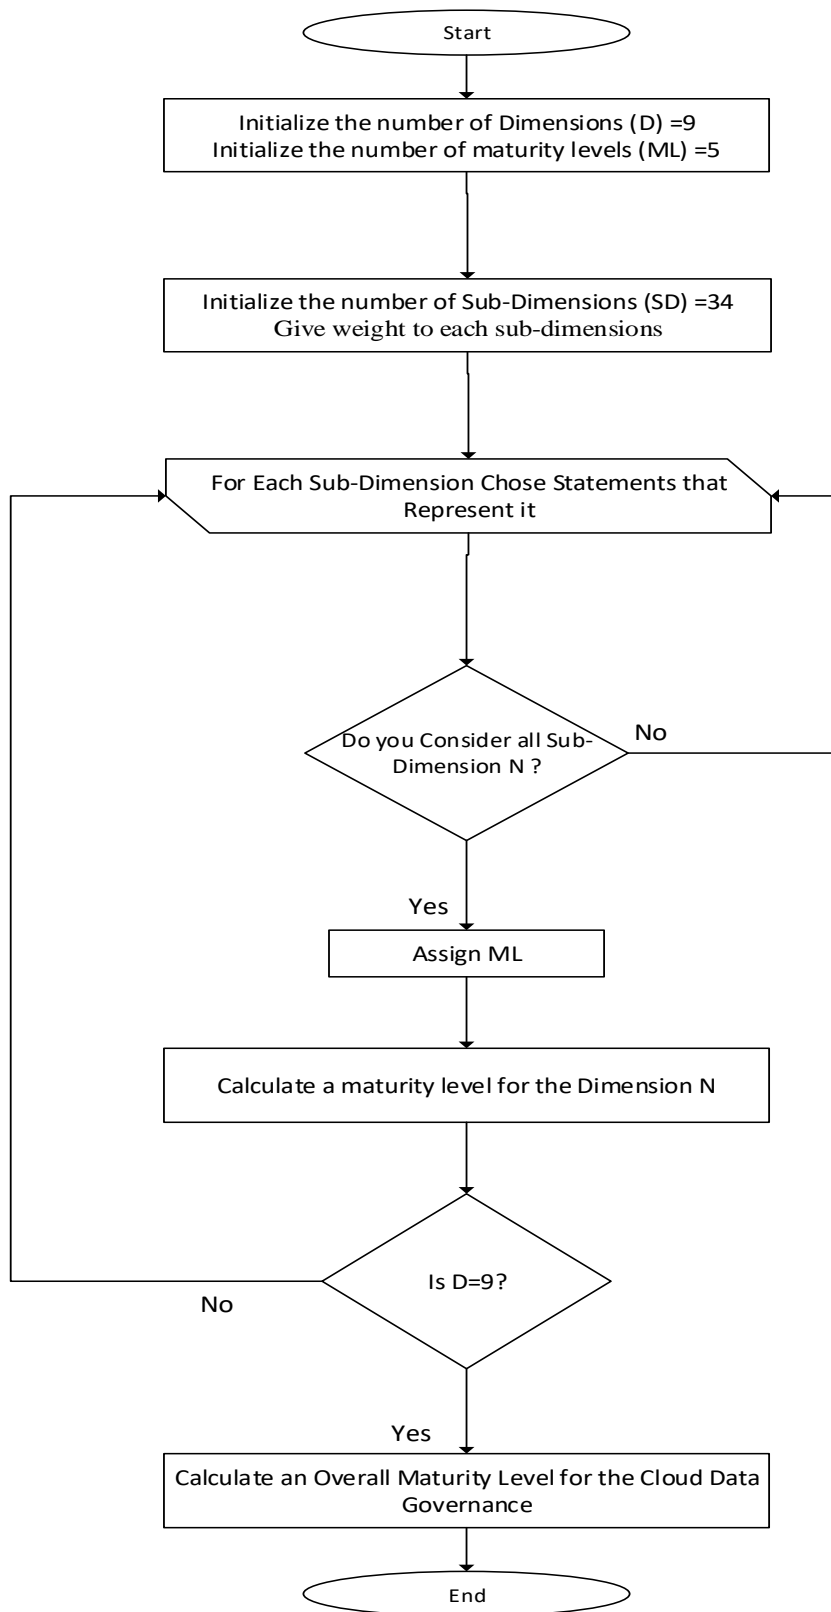 Start
Initialize the number of Dimensions (D) =9
Initialize the number of maturity levels (ML) =5
Initialize the number of Sub-Dimensions (SD) =34
Give weight to each sub-dimensions
For Each Sub-Dimension Chose Statements that
Represent it
Do you Consider all Sub-
Dimension N ?
No
Yes
Assign ML
Calculate a maturity level for the Dimension N
Is D=9?
No
Yes
Calculate an Overall Maturity Level for the Cloud Data
Governance
End